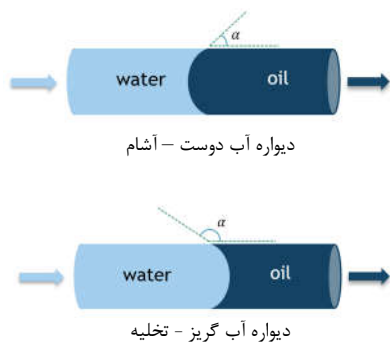 α
water oil
دیواره آب دوست – آشام
α
water oil
دیواره آب گریز - تخلیه